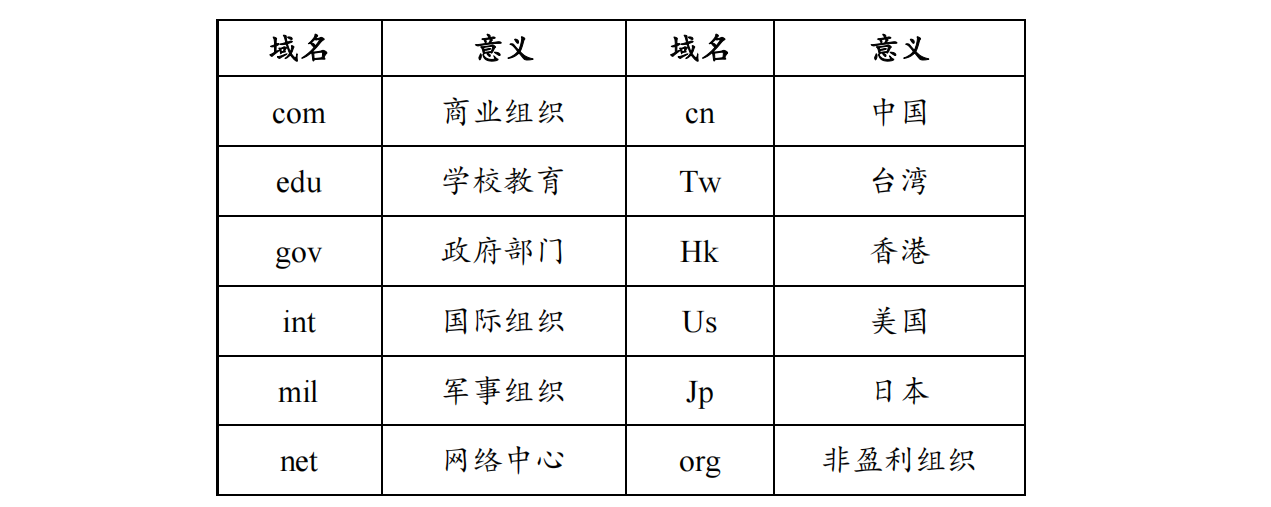 域名 意义 域名 意义
com 商业组织 cn 中国
edu 学校教育 Tw 台湾
gov 政府部门 Hk 香港
int 国际组织 Us 美国
mil 军事组织 Jp 日本
net 网络中心 org 非盈利组织